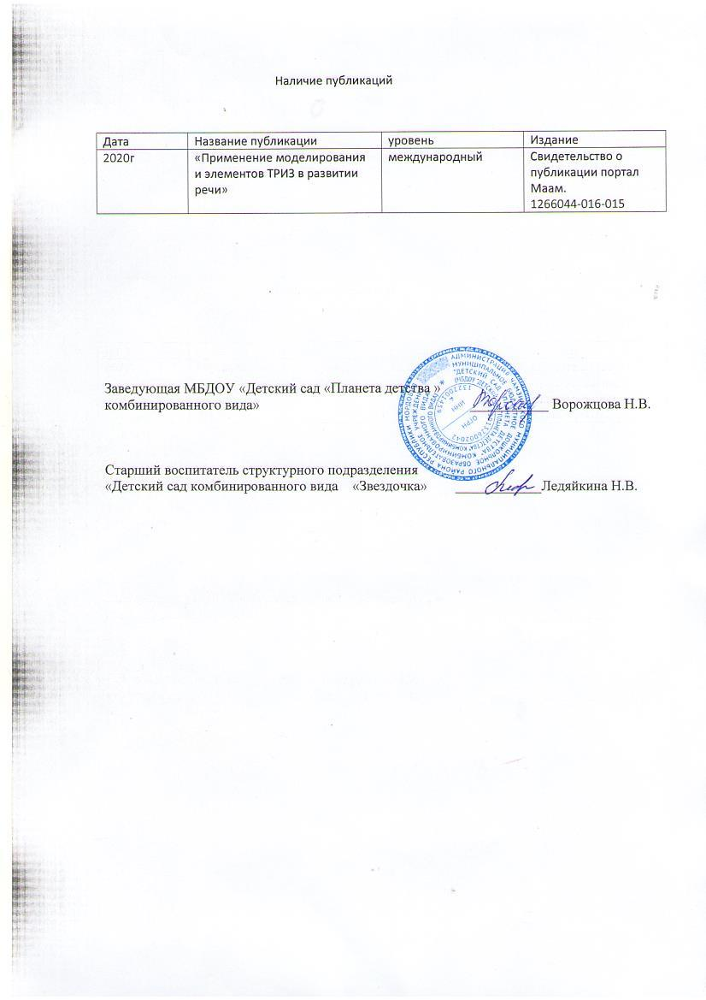 Наличие публикаций
Дата Название публикации уровень Издание
2020г «Применение моделирования международный Свидетельство о
и элементов ТРИЗ в развитии публикации портал
речи» Маам.
1266044-016-015
Заведующая МБДОУ «Детский сад «Планета детства »
комбинированного вида» Ворожцова Н.В.
Старший воспитатель структурного подразделения
«Детский сад комбинированного вида «Звездочка» Ледяйкина Н.В.